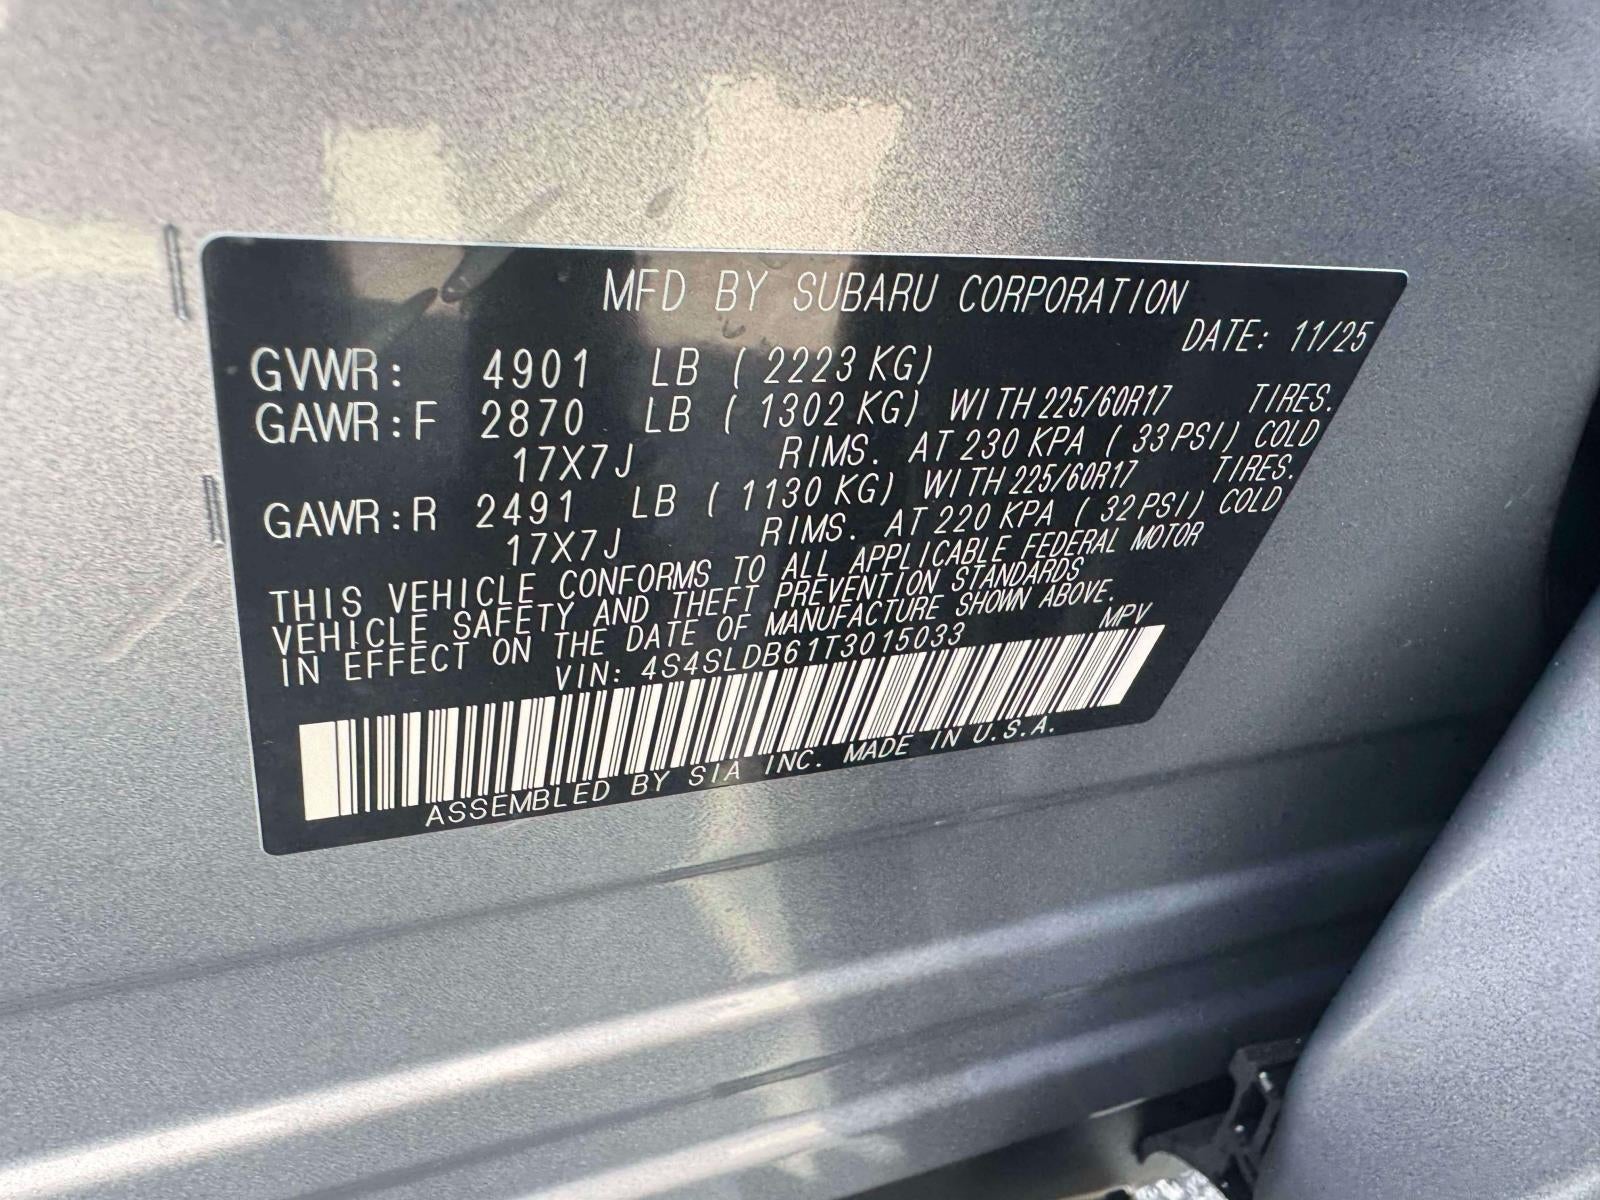 MFD BY SUBARU CORPORATION
DATE: 11/25
GVWR: 4901 LB ( 2223 KG)
GAWR:F 2870 LB ( 1302 KG) WITH 225/60R17 TIRES.
17X7J RIMS. AT 230 KPA ( 33 PSI) COLD
GAWR:R 2491 LB ( 1130 KG) WITH 225/60R17 TIRES.
17X7J RIMS. AT 220 KPA ( 32 PSI) COLD
THIS VEHICLE CONFORMS TO ALL APPLICABLE FEDERAL MOTOR
VEHICLE SAFETY AND THEFT PREVENTION STANDARDS
IN EFFECT ON THE DATE OF MANUFACTURE SHOWN ABOVE.
VIN: 4S4SLDB61T3015033 MPV
ASSEMBLED BY SIA INC. MADE IN U.S.A.